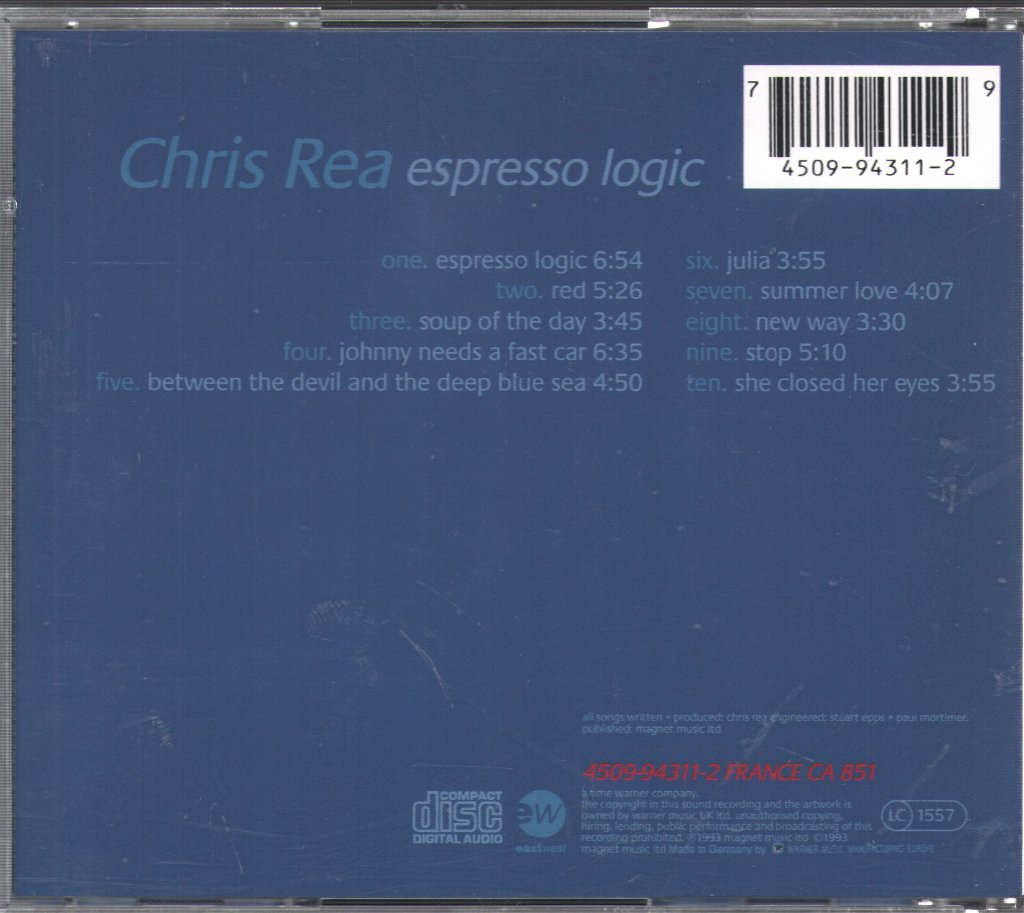 7 9
4509-94311-2
Chris Rea espresso logic
one. espresso logic 6:54
two. red 5:26
three. soup of the day 3:45
four. johnny needs a fast car 6:35
five. between the devil and the deep blue sea 4:50
six. julia 3:55
seven. summer love 4:07
eight. new way 3:30
nine. stop 5:10
ten. she closed her eyes 3:55
all songs written + produced: chris rea engineered: stuart epps + paul mortimer.
published: magnet music ltd
4509-94311-2 FRANCE CA 851
COMPACT
disc
DIGITAL AUDIO
ew
eastwest
a time warner company.
the copyright in this sound recording and the artwork is
owned by warner music UK ltd. unauthorised copying,
hiring, lending, public performance and broadcasting of this
recording prohibited. ℗1993 magnet music ltd ©1993
magnet music ltd Made in Germany by WARNER MUSIC MANUFACTURING EUROPE
LC 1557